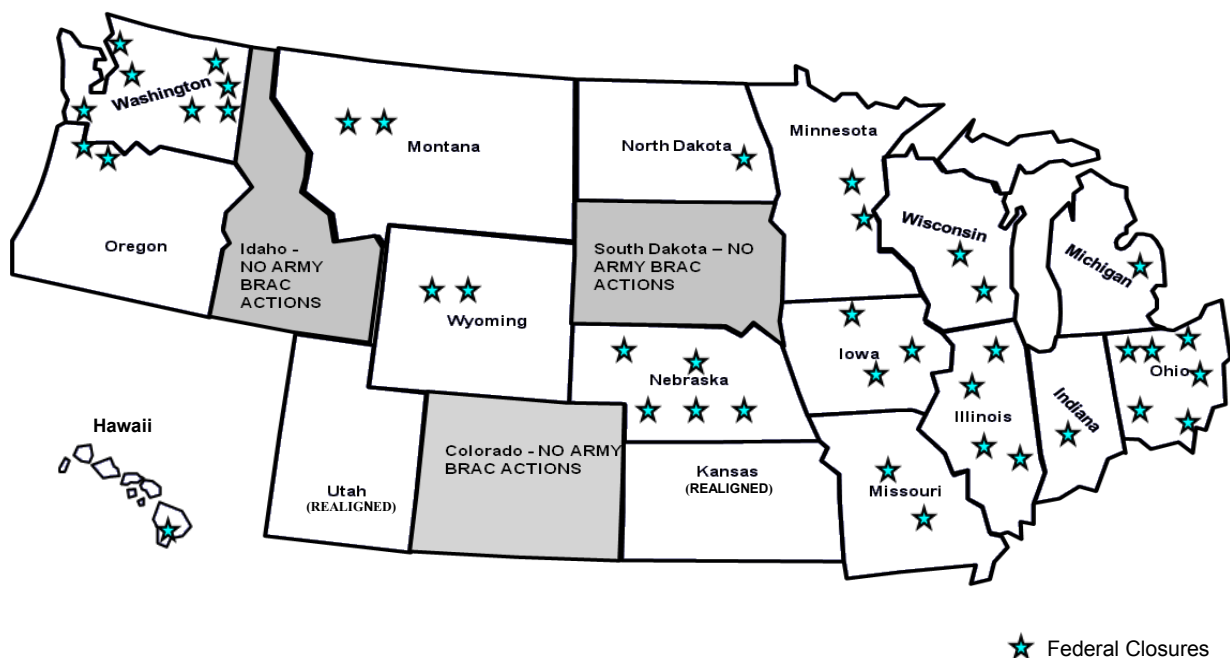 Washington
Montana
North Dakota
Minnesota
Oregon
Idaho -
NO ARMY
BRAC
ACTIONS
South Dakota – NO
ARMY BRAC
ACTIONS
Wisconsin
Michigan
Wyoming
Nebraska
Iowa
Illinois
Indiana
Ohio
Hawaii
Utah
(REALIGNED)
Colorado - NO ARMY
BRAC ACTIONS
Kansas
(REALIGNED)
Missouri
Federal Closures